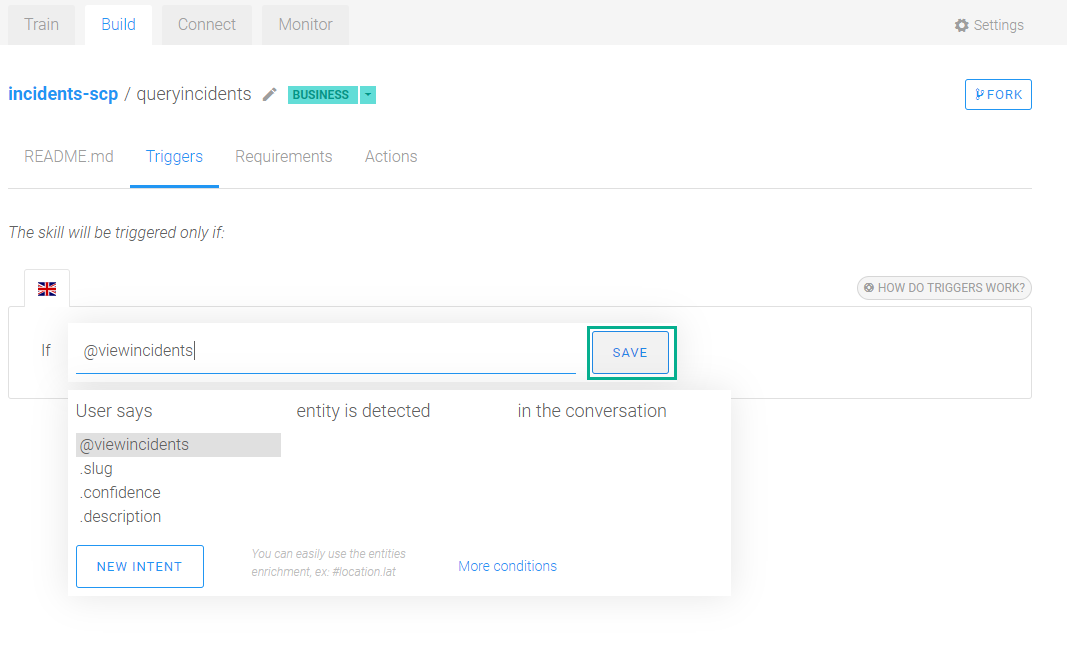 Train Build Connect Monitor Settings
incidents-scp / queryincidents BUSINESS FORK
README.md Triggers Requirements Actions
The skill will be triggered only if:
HOW DO TRIGGERS WORK?
If @viewincidents SAVE
User says entity is detected in the conversation
@viewincidents
.slug
.confidence
.description
NEW INTENT
You can easily use the entities
enrichment, ex: #location.lat
More conditions